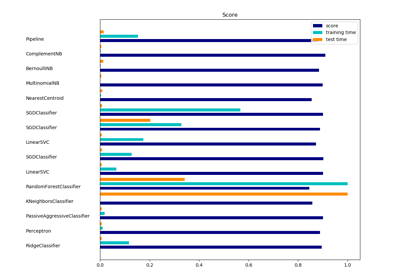 Score
score
training time
test time
Pipeline
ComplementNB
BernoulliNB
MultinomialNB
NearestCentroid
SGDClassifier
SGDClassifier
LinearSVC
SGDClassifier
LinearSVC
RandomForestClassifier
KNeighborsClassifier
PassiveAggressiveClassifier
Perceptron
RidgeClassifier
0.0 0.2 0.4 0.6 0.8 1.0